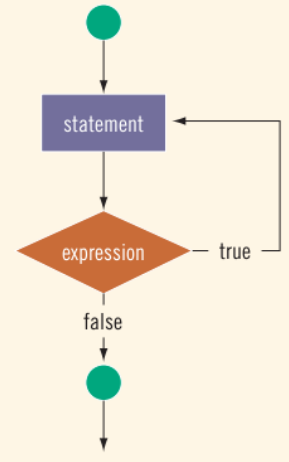 statement
expression
true
false